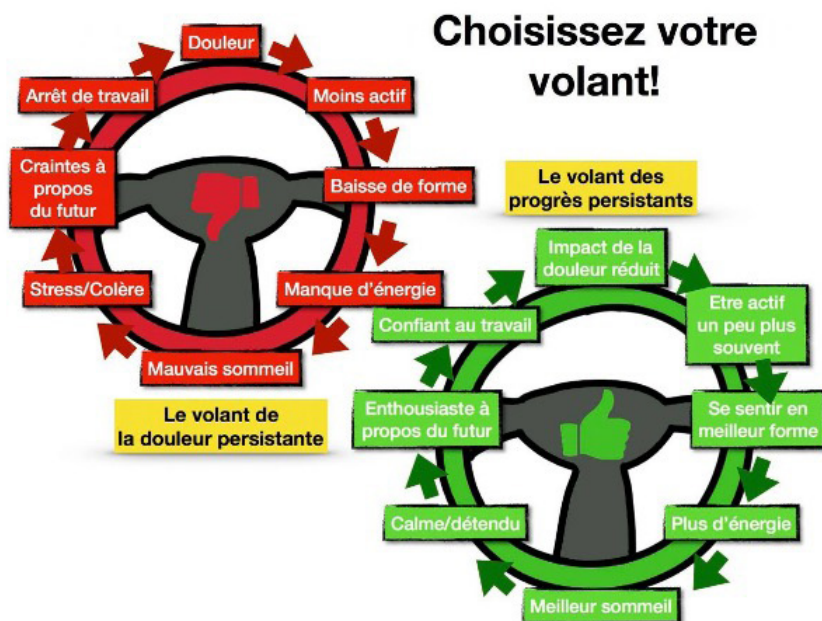 Choisissez votre
volant!
Douleur
Moins actif
Baisse de forme
Manque d'énergie
Mauvais sommeil
Stress/Colère
Craintes à
propos
du futur
Arrêt de travail
Le volant de
la douleur persistante
Le volant des
progrès persistants
Impact de la
douleur réduit
Etre actif
un peu plus
souvent
Se sentir en
meilleur forme
Plus d'énergie
Meilleur sommeil
Calme/détendu
Enthousiaste à
propos du futur
Confiant au travail